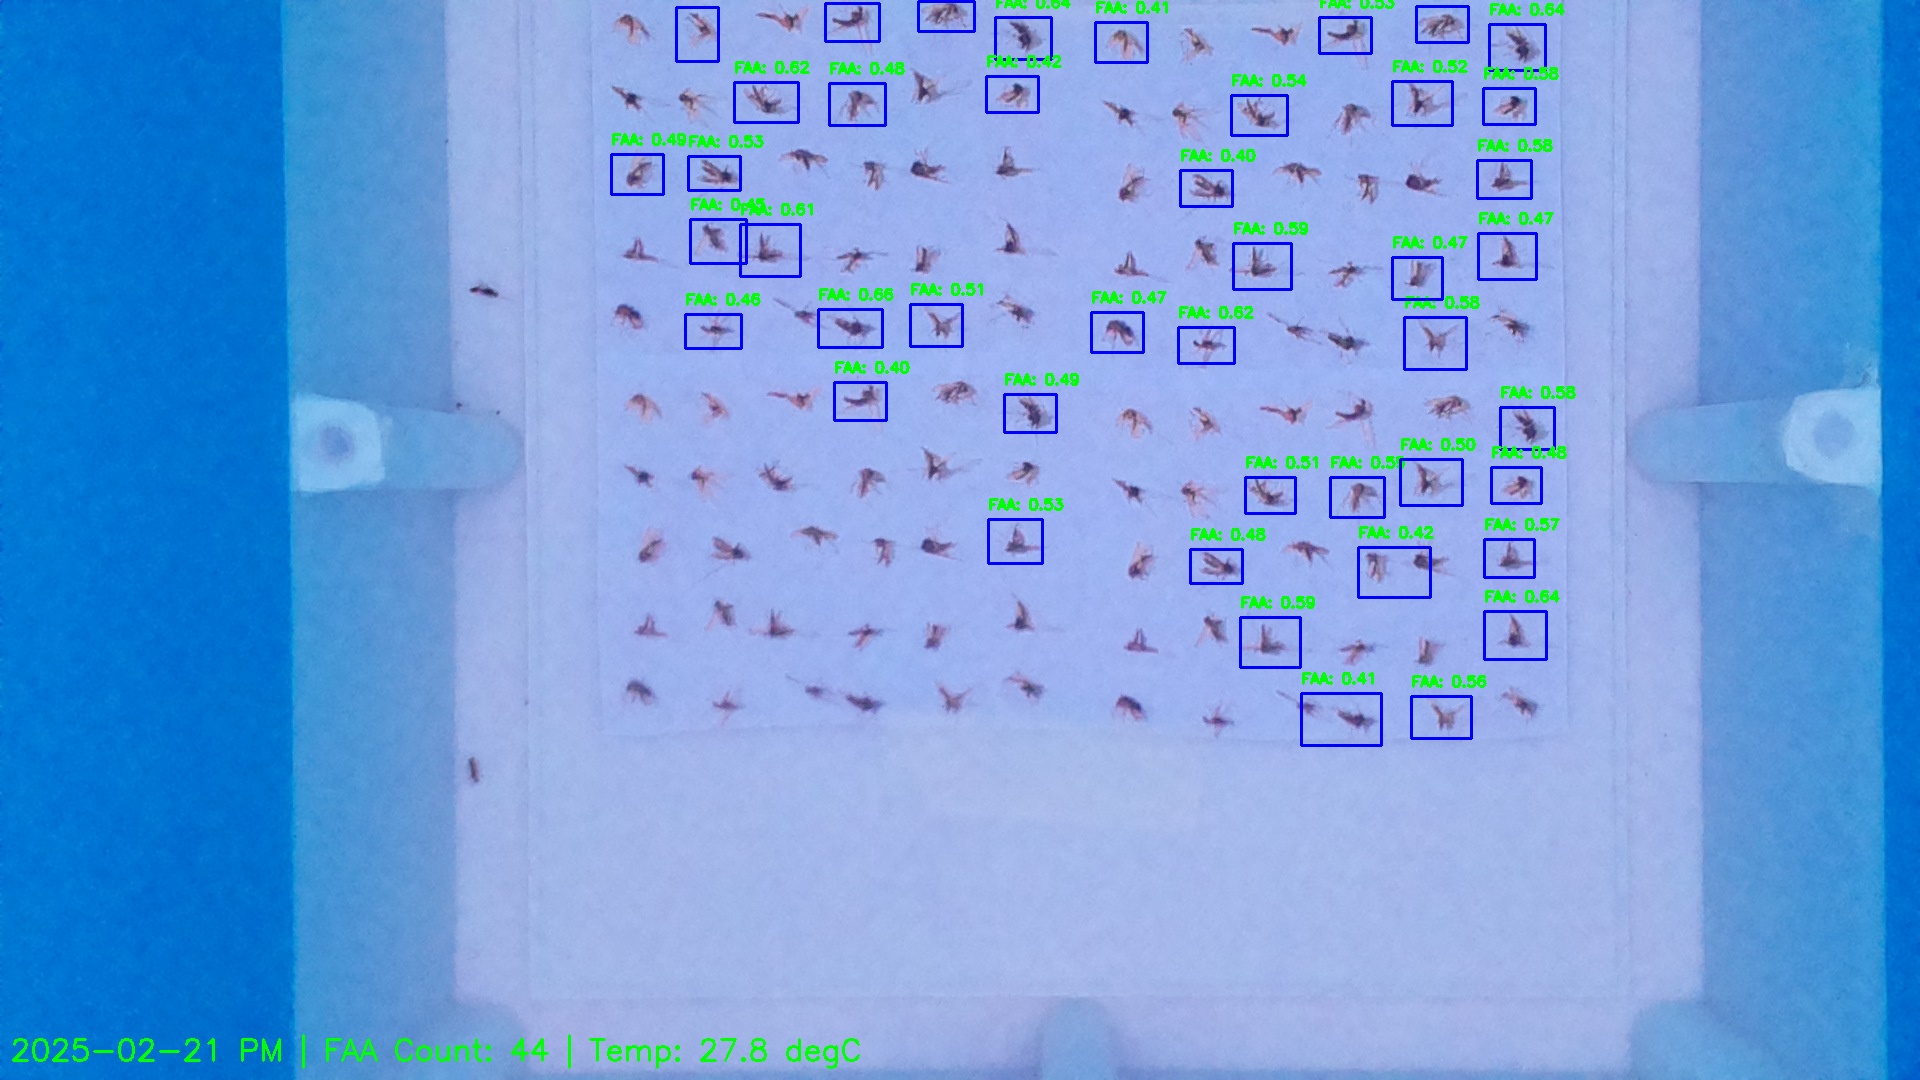 FAA: 0.64
FAA: 0.41
FAA: 0.53
FAA: 0.64
FAA: 0.62
FAA: 0.48
FAA: 0.42
FAA: 0.54
FAA: 0.52
FAA: 0.58
FAA: 0.49
FAA: 0.53
FAA: 0.40
FAA: 0.58
FAA: 0.45
FAA: 0.61
FAA: 0.59
FAA: 0.47
FAA: 0.47
FAA: 0.46
FAA: 0.66
FAA: 0.51
FAA: 0.47
FAA: 0.62
FAA: 0.58
FAA: 0.40
FAA: 0.49
FAA: 0.58
FAA: 0.51
FAA:
FAA: 0.50
FAA: 0.48
FAA: 0.53
FAA: 0.48
FAA: 0.42
FAA: 0.57
FAA: 0.59
FAA: 0.64
FAA: 0.41
FAA: 0.56
2025-02-21 PM | FAA Count: 44 | Temp: 27.8 degC